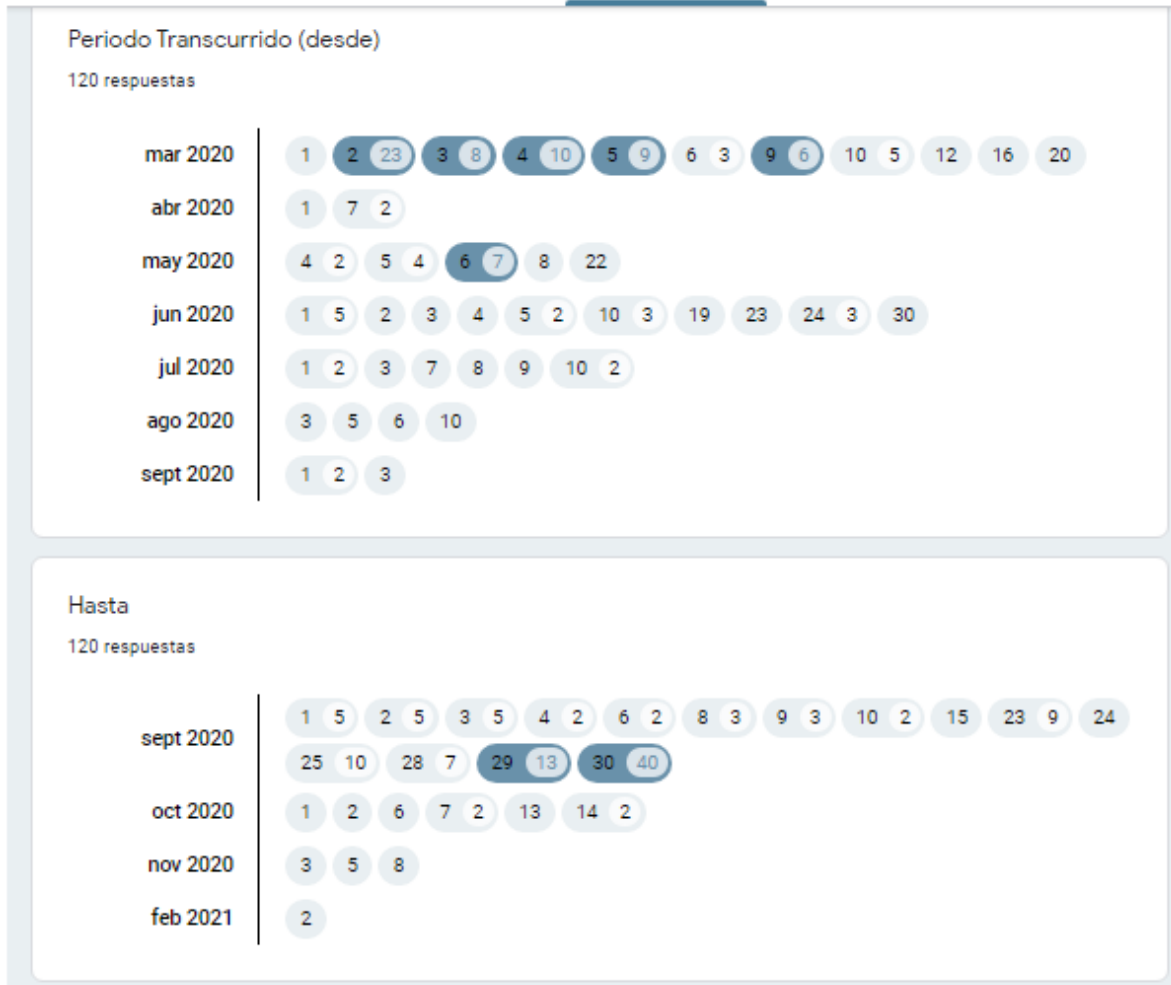 Periodo Transcurrido (desde)
120 respuestas
mar 2020 1 2 23 3 8 4 10 5 9 6 3 9 6 10 5 12 16 20
abr 2020 1 7 2
may 2020 4 2 5 4 6 7 8 22
jun 2020 1 5 2 3 4 5 2 10 3 19 23 24 3 30
jul 2020 1 2 3 7 8 9 10 2
ago 2020 3 5 6 10
sept 2020 1 2 3
Hasta
120 respuestas
sept 2020 1 5 2 5 3 5 4 2 6 2 8 3 9 3 10 2 15 23 9 24
25 10 28 7 29 13 30 40
oct 2020 1 2 6 7 2 13 14 2
nov 2020 3 5 8
feb 2021 2